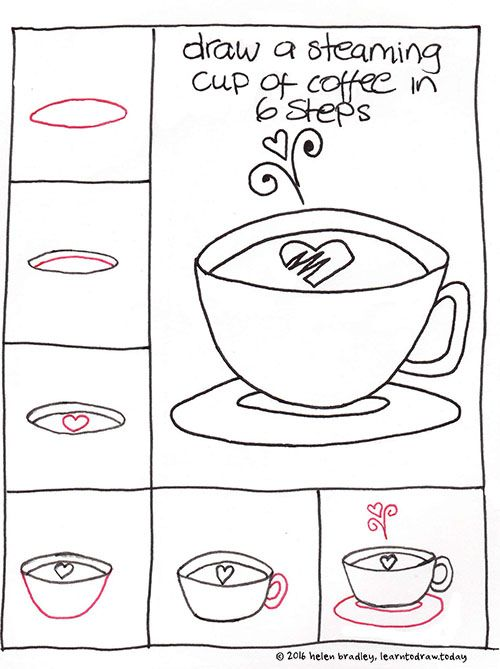 draw a steaming
cup of coffee in
6 steps
© 2016 helen bradley, learntodraw.today